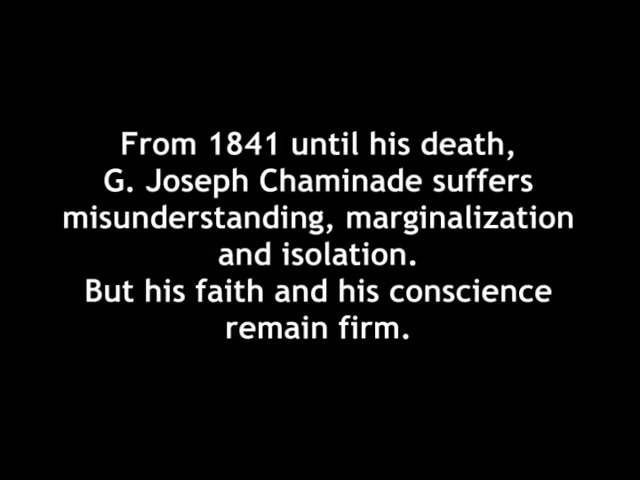 From 1841 until his death,
G. Joseph Chaminade suffers
misunderstanding, marginalization
and isolation.
But his faith and his conscience
remain firm.